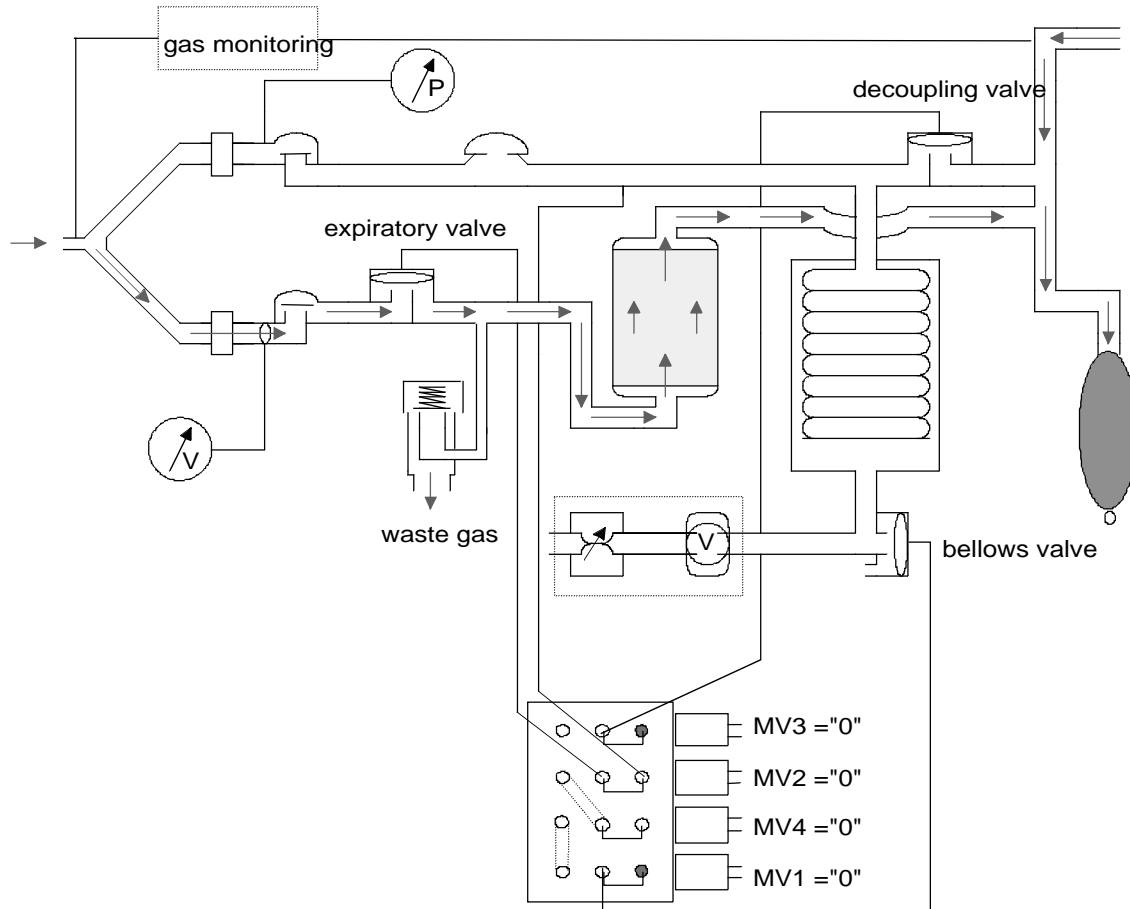 gas monitoring
P
decoupling valve
expiratory valve
V
waste gas
V
bellows valve
MV3 ="0"
MV2 ="0"
MV4 ="0"
MV1 ="0"